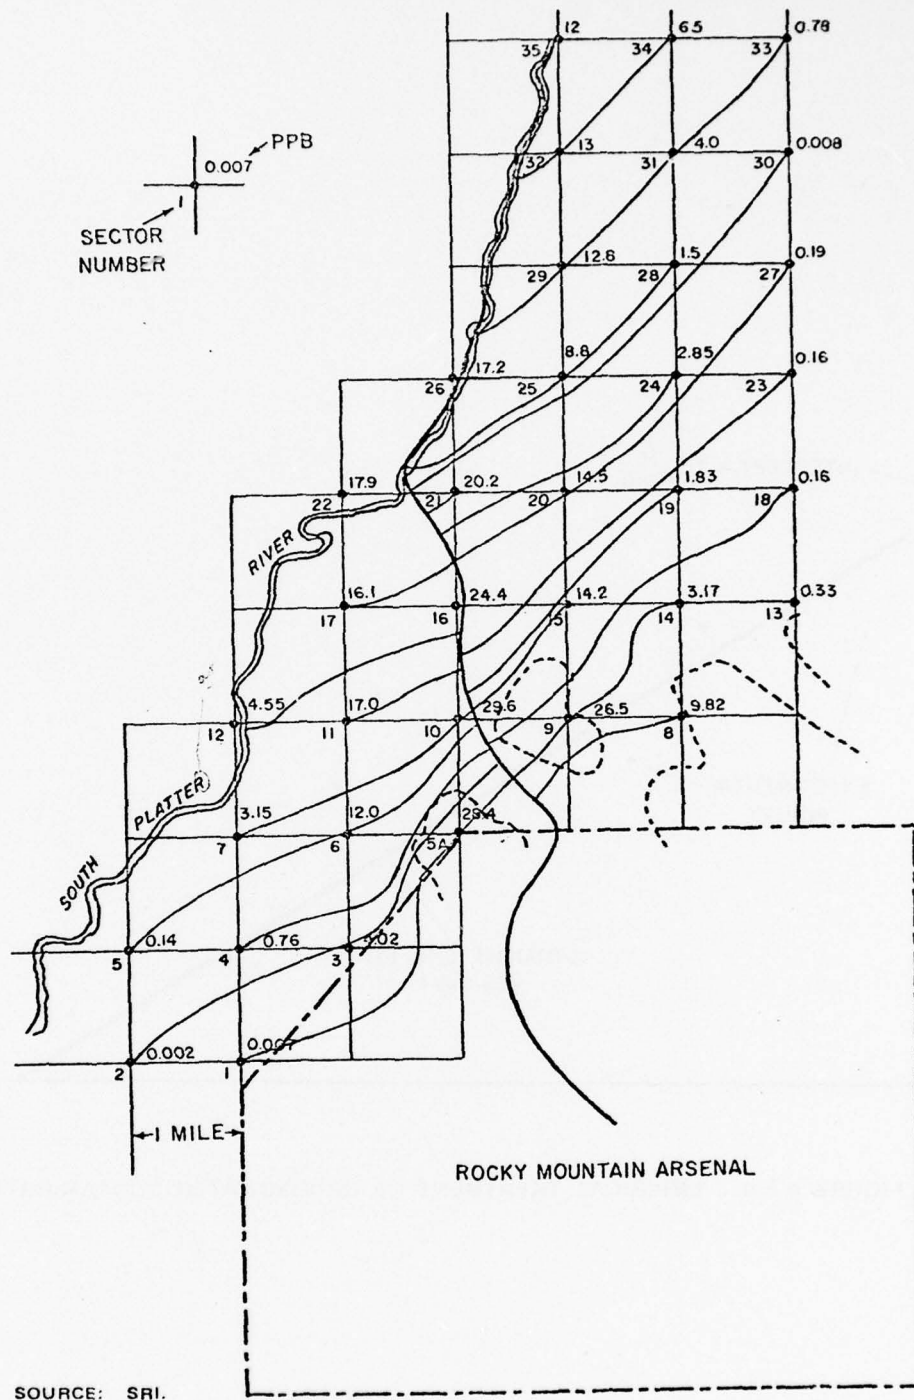 12 6.5 0.78
35 34 33
13 4.0 0.008
32 31 30
PPB
0.007
1
SECTOR
NUMBER
12.8 1.5 0.19
29 28 27
17.2 8.8 2.85 0.16
26 25 24 23
17.9 20.2 14.5 1.83 0.16
22 21 20 19 18
RIVER
16.1 24.4 14.2 3.17 0.33
17 16 15 14 13
4.55 17.0 29.6 26.5 9.82
12 11 10 9 8
PLATTER
3.15 12.0 28.4
7 6 5A
SOUTH
0.14 0.76
5 4 3
0.002 0.007
2 1
1 MILE
ROCKY MOUNTAIN ARSENAL
SOURCE: SRI.